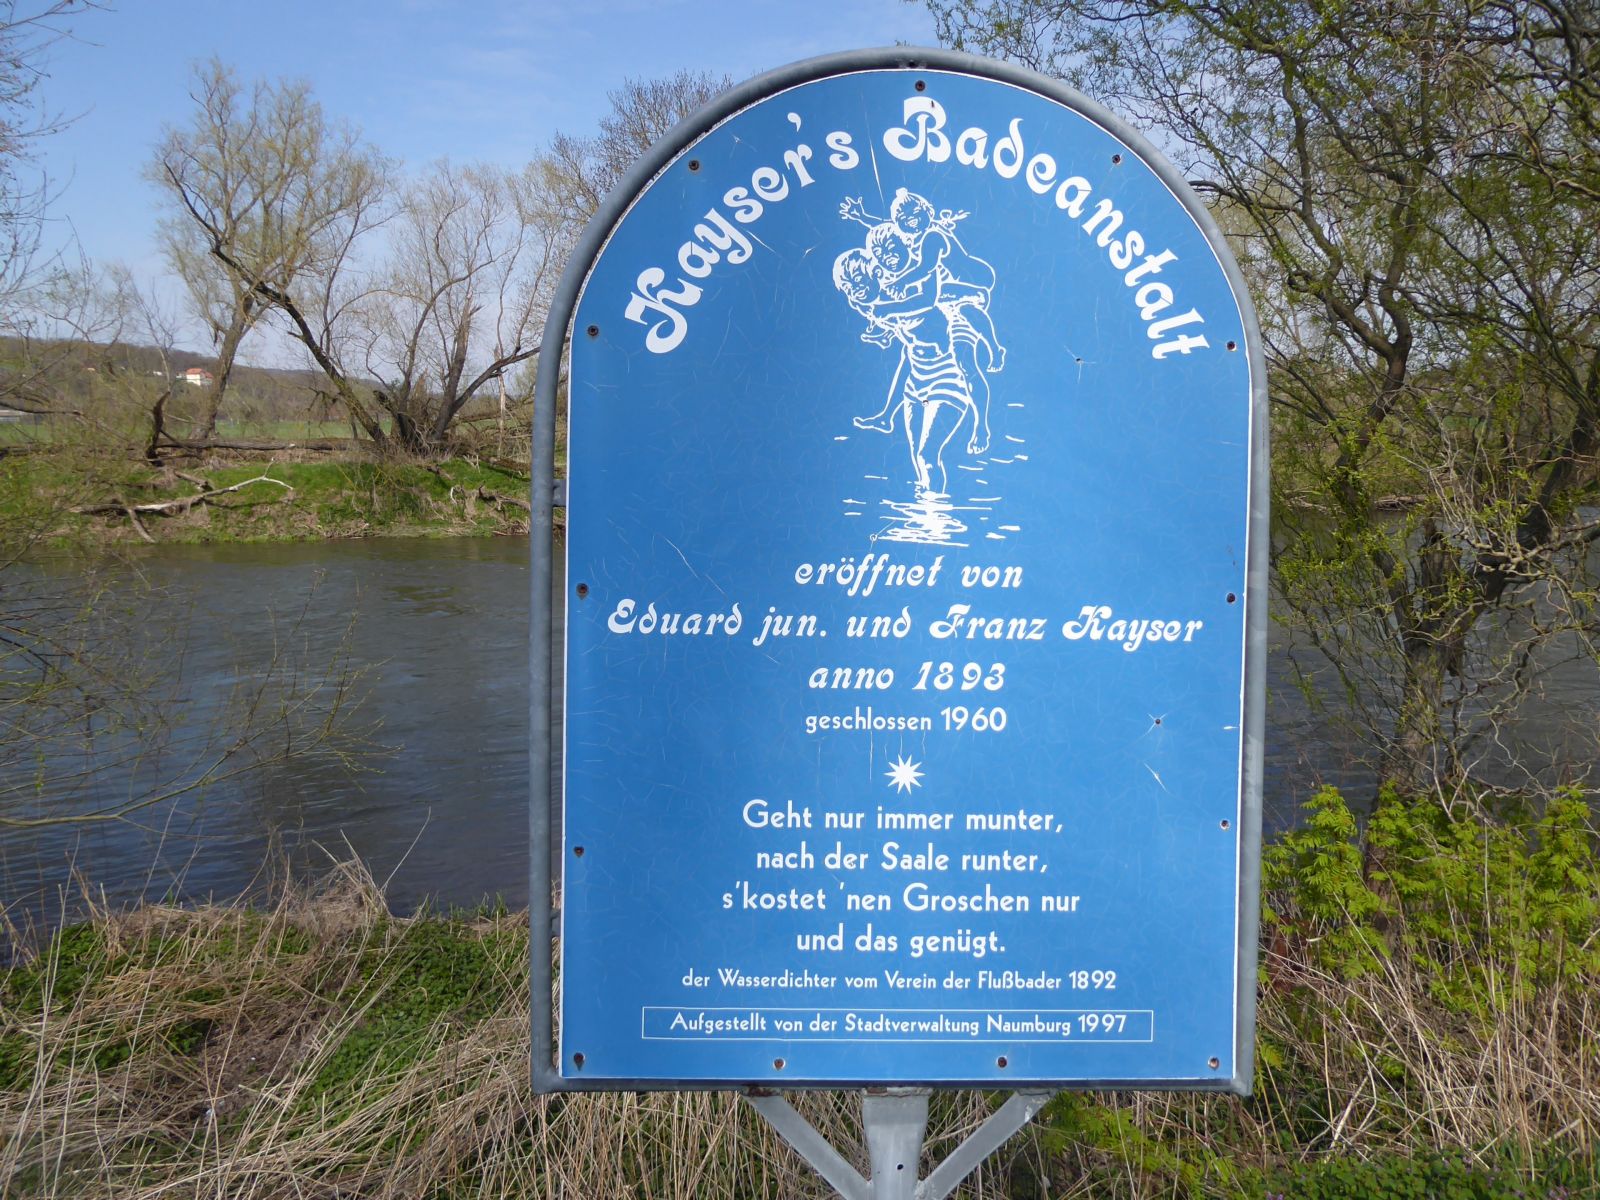 Kayser's Badeanstalt
eröffnet von
Eduard jun. und Franz Kayser
anno 1893
geschlossen 1960
Geht nur immer munter,
nach der Saale runter,
s'kostet 'nen Groschen nur
und das genügt.
der Wasserdichter vom Verein der Flußbader 1892
Aufgestellt von der Stadtverwaltung Naumburg 1997